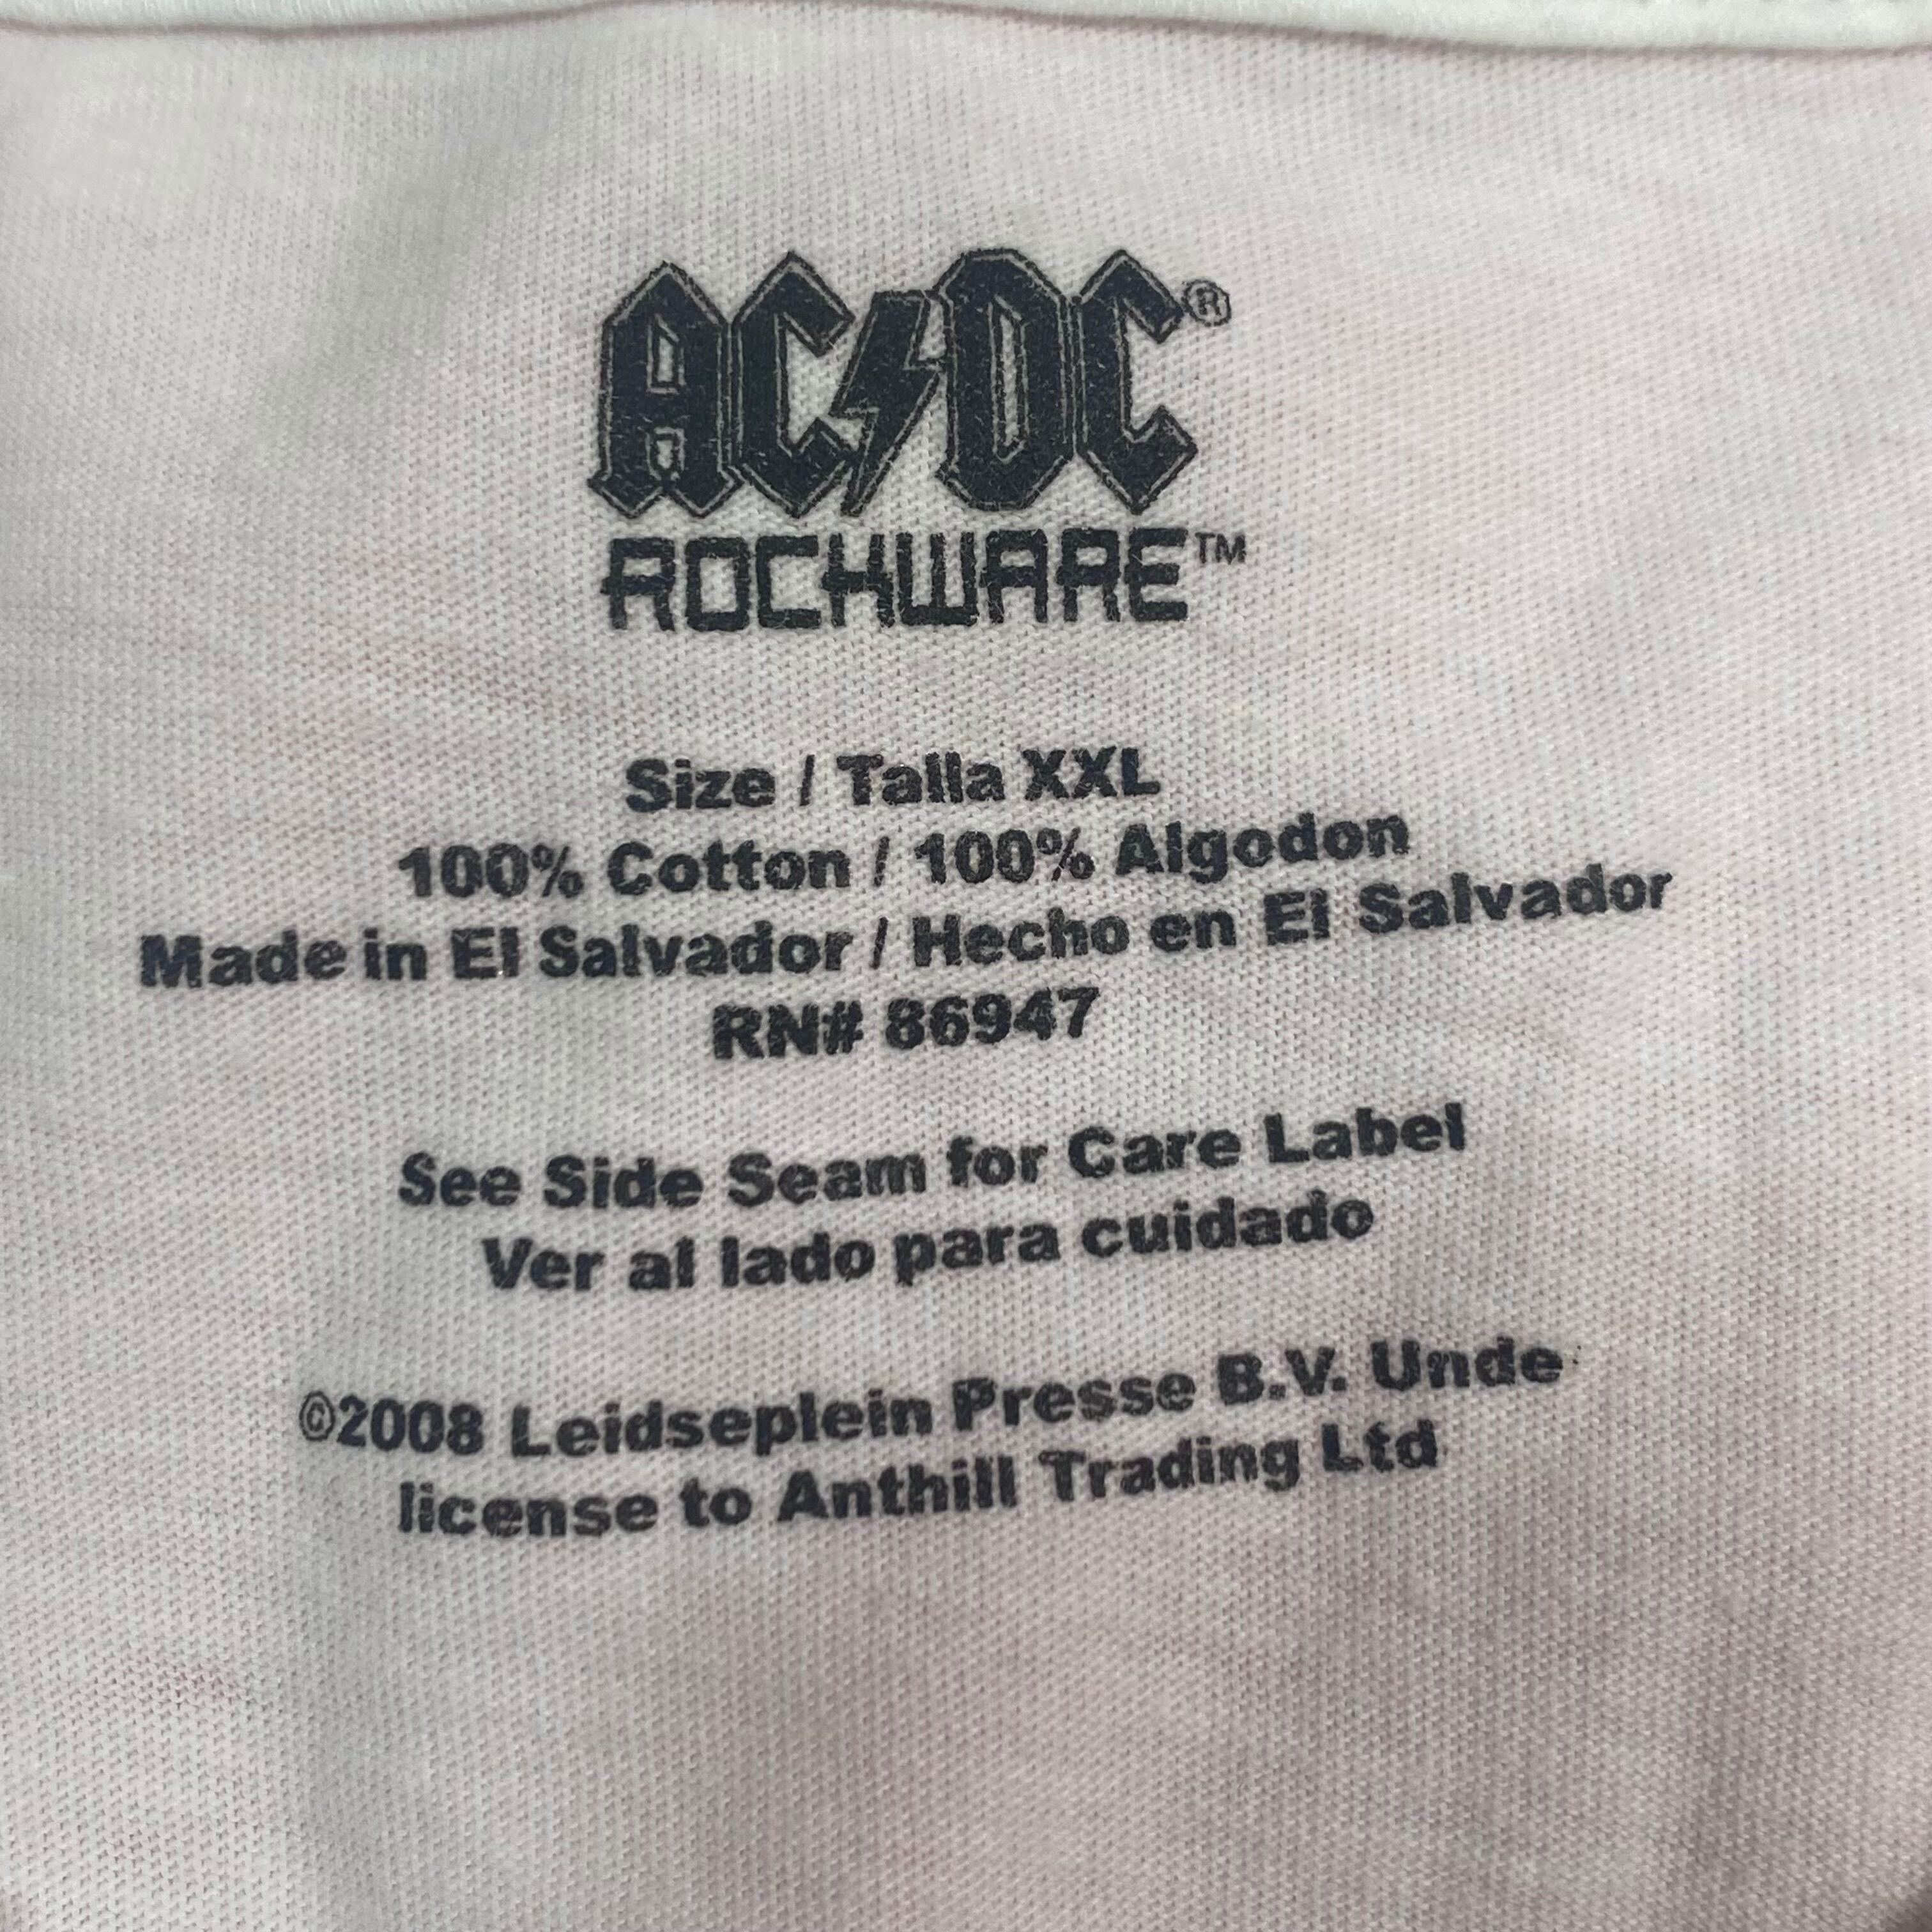 AC/DC®
ROCKWARE™
Size / Talla XXL
100% Cotton / 100% Algodon
Made in El Salvador / Hecho en El Salvador
RN# 86947
See Side Seam for Care Label
Ver al lado para cuidado
©2008 Leidseplein Presse B.V. Unde
license to Anthill Trading Ltd